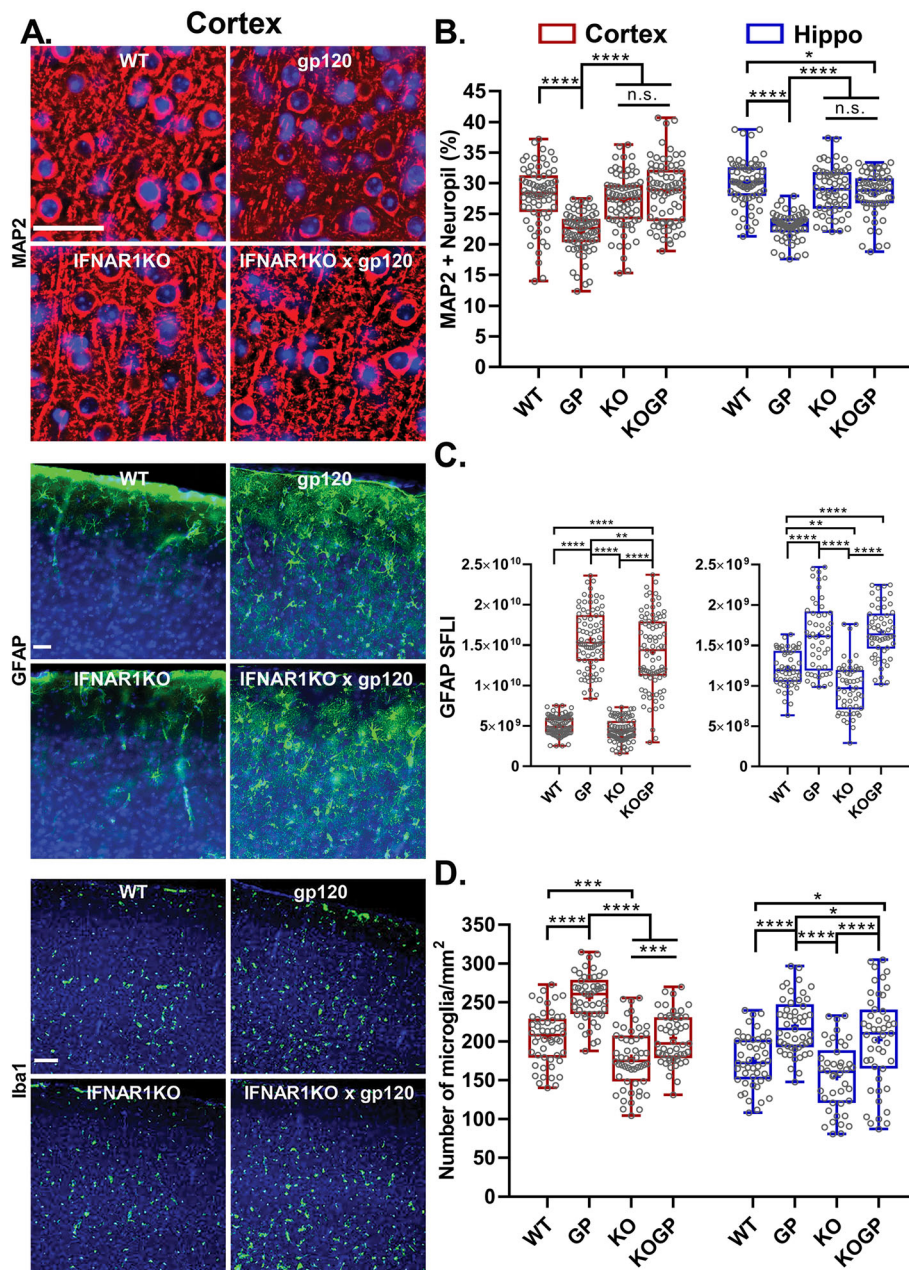 A.
Cortex
WT
gp120
MAP2
IFNAR1KO
IFNAR1KO x gp120
WT
gp120
GFAP
IFNAR1KO
IFNAR1KO x gp120
WT
gp120
Iba1
IFNAR1KO
IFNAR1KO x gp120
B.
Cortex
Hippo
****
****
n.s.
*
****
****
n.s.
MAP2 + Neuropil (%)
45
40
35
30
25
20
15
10
5
0
WT
GP
KO
KOGP
WT
GP
KO
KOGP
C.
****
**
****
****
****
GFAP SFLI
2.5×10¹⁰
2×10¹⁰
1.5×10¹⁰
1×10¹⁰
5×10⁹
0
WT
GP
KO
KOGP
****
**
****
****
****
2.5×10⁹
2×10⁹
1.5×10⁹
1×10⁹
5×10⁸
0
WT
GP
KO
KOGP
D.
***
****
****
***
*
*
****
****
****
Number of microglia/mm²
350
300
250
200
150
100
50
0
WT
GP
KO
KOGP
WT
GP
KO
KOGP